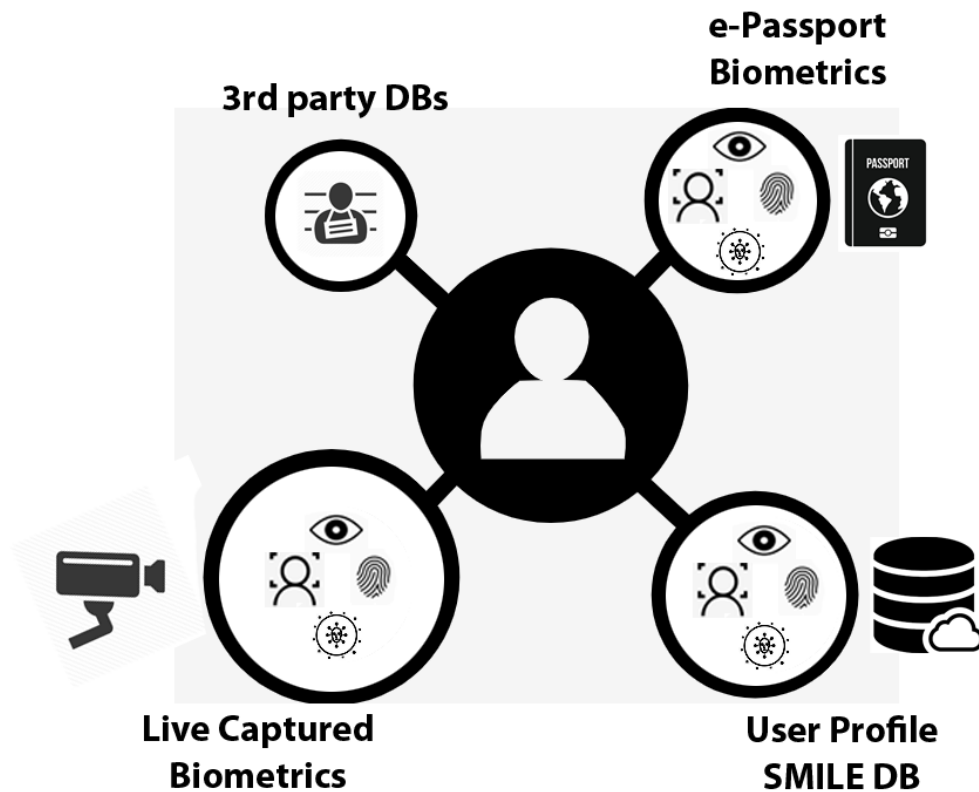 e-Passport
Biometrics
3rd party DBs
PASSPORT
Live Captured
Biometrics
User Profile
SMILE DB